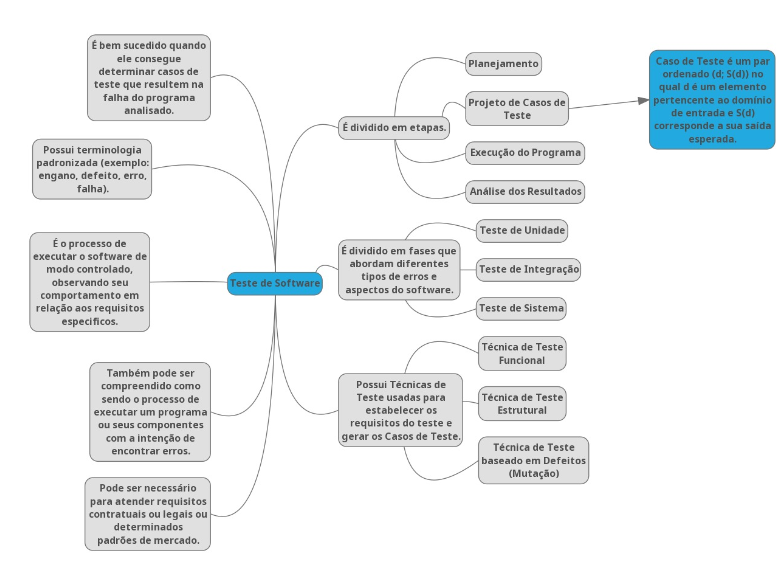 É bem sucedido quando
ele consegue
determinar casos de
teste que resultem na
falha do programa
analisado.
Possui terminologia
padronizada (exemplo:
engano, defeito, erro,
falha).
É o processo de
executar o software de
modo controlado,
observando seu
comportamento em
relação aos requisitos
especificos.
Também pode ser
compreendido como
sendo o processo de
executar um programa
ou seus componentes
com a intenção de
encontrar erros.
Pode ser necessário
para atender requisitos
contratuais ou legais ou
determinados
padrões de mercado.
Teste de Software
É dividido em etapas.
Planejamento
Projeto de Casos de
Teste
Execução do Programa
Análise dos Resultados
Caso de Teste é um par
ordenado (d; S(d)) no
qual d é um elemento
pertencente ao domínio
de entrada e S(d)
corresponde a sua saída
esperada.
É dividido em fases que
abordam diferentes
tipos de erros e
aspectos do software.
Teste de Unidade
Teste de Integração
Teste de Sistema
Possui Técnicas de
Teste usadas para
estabelecer os
requisitos do teste e
gerar os Casos de Teste.
Técnica de Teste
Funcional
Técnica de Teste
Estrutural
Técnica de Teste
baseado em Defeitos
(Mutação)